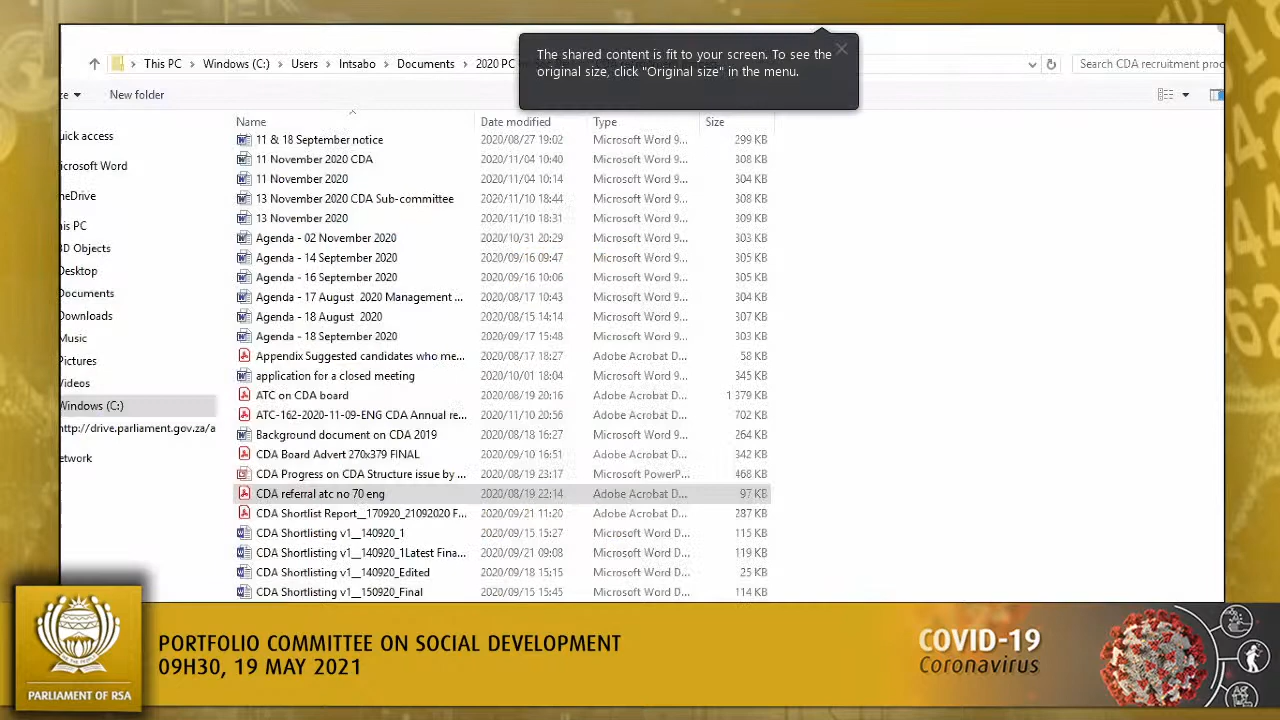 The shared content is fit to your screen. To see the
original size, click "Original size" in the menu.
This PC > Windows (C:) > Users > Intsabo > Documents > 2020 PC
Search CDA recruitment proc
ze
New folder
Name Date modified Type Size
11 & 18 September notice 2020/08/27 19:02 Microsoft Word 9... 299 KB
11 November 2020 CDA 2020/11/04 10:40 Microsoft Word 9... 308 KB
11 November 2020 2020/11/04 10:14 Microsoft Word 9... 304 KB
13 November 2020 CDA Sub-committee 2020/11/10 18:44 Microsoft Word 9... 308 KB
13 November 2020 2020/11/10 18:31 Microsoft Word 9... 309 KB
Agenda - 02 November 2020 2020/10/31 20:29 Microsoft Word 9... 303 KB
Agenda - 14 September 2020 2020/09/16 09:47 Microsoft Word 9... 305 KB
Agenda - 16 September 2020 2020/09/16 10:06 Microsoft Word 9... 305 KB
Agenda - 17 August 2020 Management ... 2020/08/17 10:43 Microsoft Word 9... 304 KB
Agenda - 18 August 2020 2020/08/15 14:14 Microsoft Word 9... 307 KB
Agenda - 18 September 2020 2020/09/17 15:48 Microsoft Word 9... 303 KB
Appendix Suggested candidates who me... 2020/08/17 18:27 Adobe Acrobat D... 58 KB
application for a closed meeting 2020/10/01 18:04 Microsoft Word 9... 345 KB
ATC on CDA board 2020/08/19 20:16 Adobe Acrobat D... 1 379 KB
ATC-162-2020-11-09-ENG CDA Annual re... 2020/11/10 20:56 Adobe Acrobat D... 702 KB
Background document on CDA 2019 2020/08/18 16:27 Microsoft Word 9... 264 KB
CDA Board Advert 270x379 FINAL 2020/09/10 16:51 Adobe Acrobat D... 342 KB
CDA Progress on CDA Structure issue by ... 2020/08/19 23:17 Microsoft PowerP... 468 KB
CDA referral atc no 70 eng 2020/08/19 22:14 Adobe Acrobat D... 97 KB
CDA Shortlist Report__170920_21092020 F... 2020/09/21 11:20 Adobe Acrobat D... 287 KB
CDA Shortlisting v1__140920_1 2020/09/15 15:27 Microsoft Word D... 115 KB
CDA Shortlisting v1__140920_1Latest Fina... 2020/09/21 09:08 Microsoft Word D... 119 KB
CDA Shortlisting v1__140920_Edited 2020/09/18 15:15 Microsoft Word D... 25 KB
CDA Shortlisting v1__150920_Final 2020/09/15 15:45 Microsoft Word D... 114 KB
uick access
icrosoft Word
neDrive
his PC
3D Objects
Desktop
Documents
Downloads
Music
Pictures
Videos
Windows (C:)
http://drive.parliament.gov.za/a
etwork
PORTFOLIO COMMITTEE ON SOCIAL DEVELOPMENT
09H30, 19 MAY 2021
PARLIAMENT OF RSA
COVID-19
Coronavirus